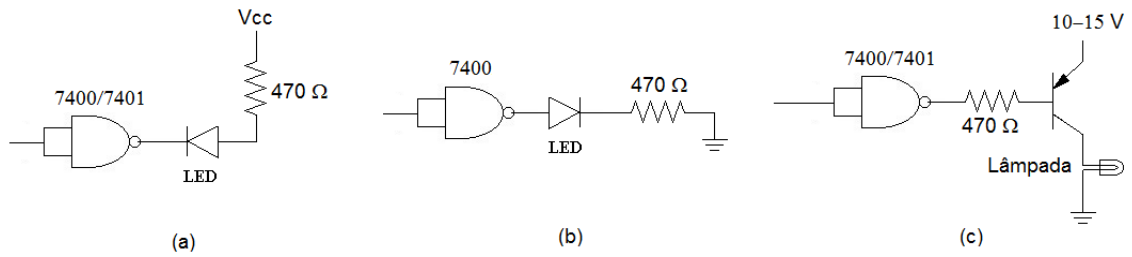 Vcc
7400/7401
470 Ω
LED
(a)
7400
470 Ω
LED
(b)
10–15 V
7400/7401
470 Ω
Lâmpada
(c)